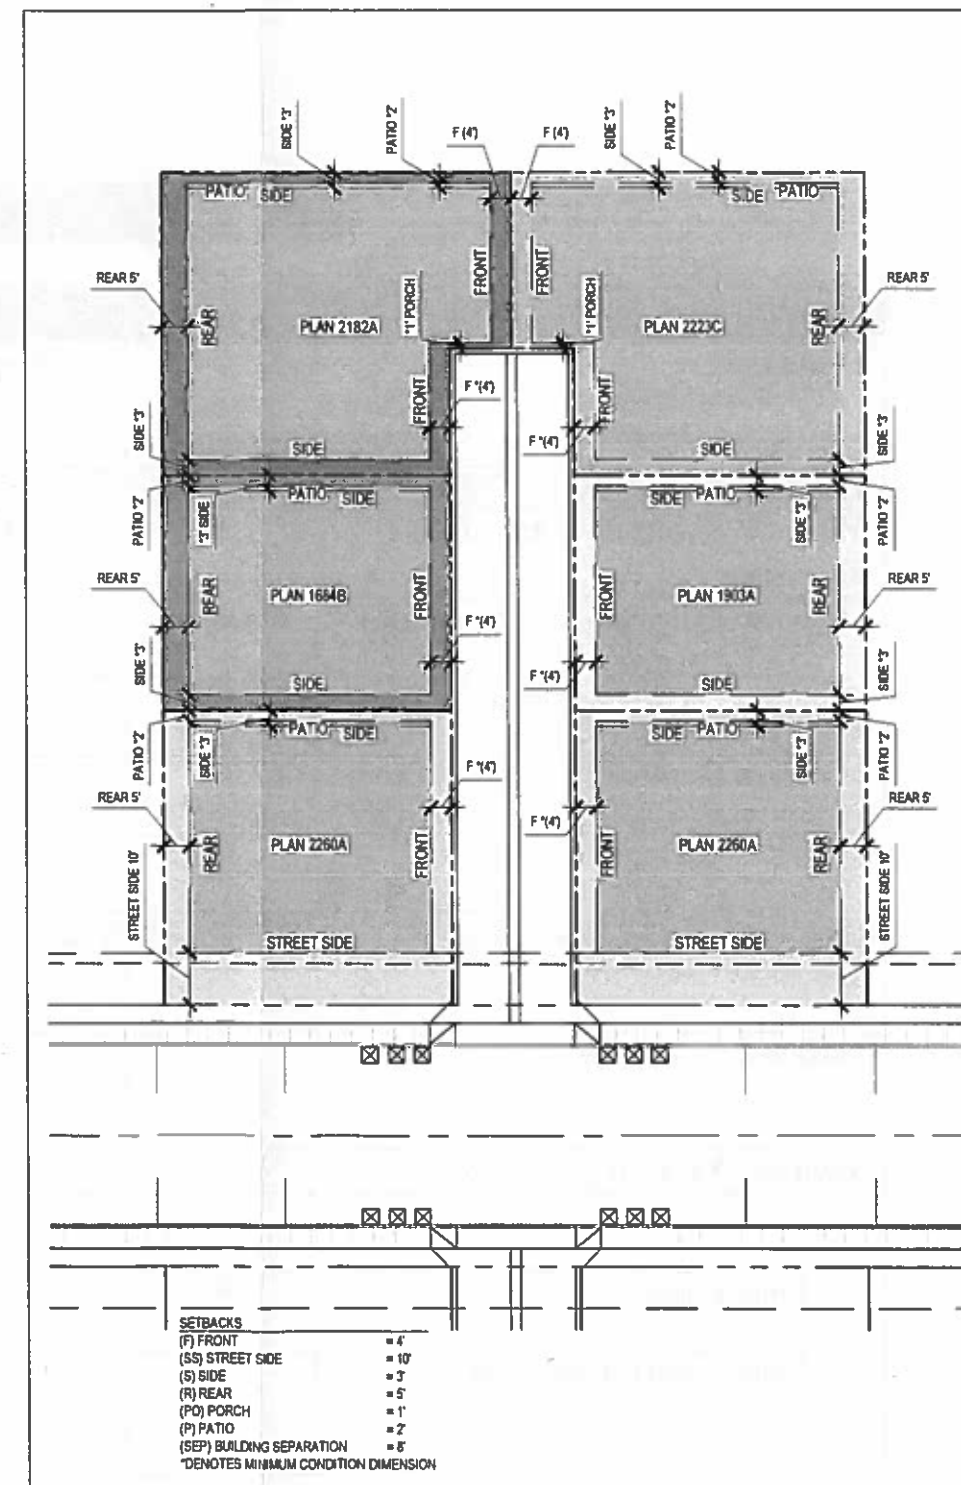 SIDE *3'
PATIO *2'
F (4')
F (4')
SIDE *3'
PATIO *2'
PATIO
SIDE
SIDE
PATIO
REAR 5'
REAR
PLAN 2182A
*1' PORCH
FRONT
FRONT
*1' PORCH
PLAN 2223C
REAR
REAR 5'
FRONT
F *(4')
FRONT
F *(4')
SIDE *3'
SIDE
SIDE
SIDE *3'
PATIO *2'
*3' SIDE
PATIO
SIDE
SIDE
PATIO
SIDE *3'
PATIO *2'
REAR 5'
REAR
PLAN 1684B
FRONT
F *(4')
FRONT
PLAN 1903A
REAR
REAR 5'
SIDE *3'
SIDE
F *(4')
SIDE
SIDE *3'
PATIO *2'
SIDE *3'
PATIO
SIDE
SIDE
PATIO
SIDE *3'
PATIO *2'
REAR 5'
F *(4')
REAR 5'
REAR
PLAN 2260A
FRONT
F *(4')
FRONT
PLAN 2260A
REAR
STREET SIDE 10'
STREET SIDE
STREET SIDE
STREET SIDE 10'
SETBACKS
(F) FRONT = 4'
(SS) STREET SIDE = 10'
(S) SIDE = 3'
(R) REAR = 5'
(PO) PORCH = 1'
(P) PATIO = 2'
(SEP) BUILDING SEPARATION = 6'
*DENOTES MINIMUM CONDITION DIMENSION